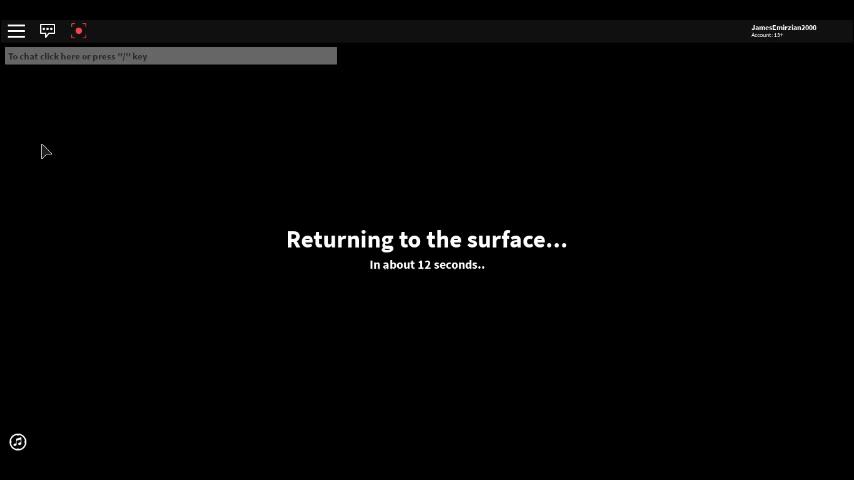 JamesEmirzian2000
Account: 13+
To chat click here or press "/" key
Returning to the surface...
In about 12 seconds..